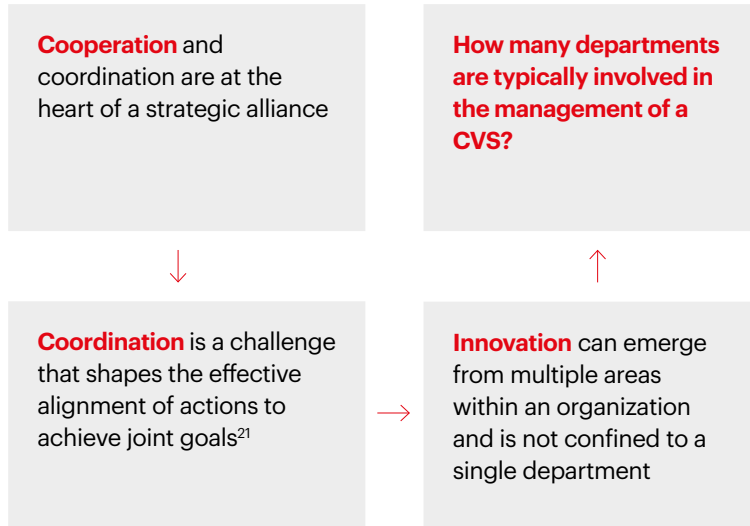 Cooperation and
coordination are at the
heart of a strategic alliance
Coordination is a challenge
that shapes the effective
alignment of actions to
achieve joint goals²¹
Innovation can emerge
from multiple areas
within an organization
and is not confined to a
single department
How many departments
are typically involved in
the management of a
CVS?